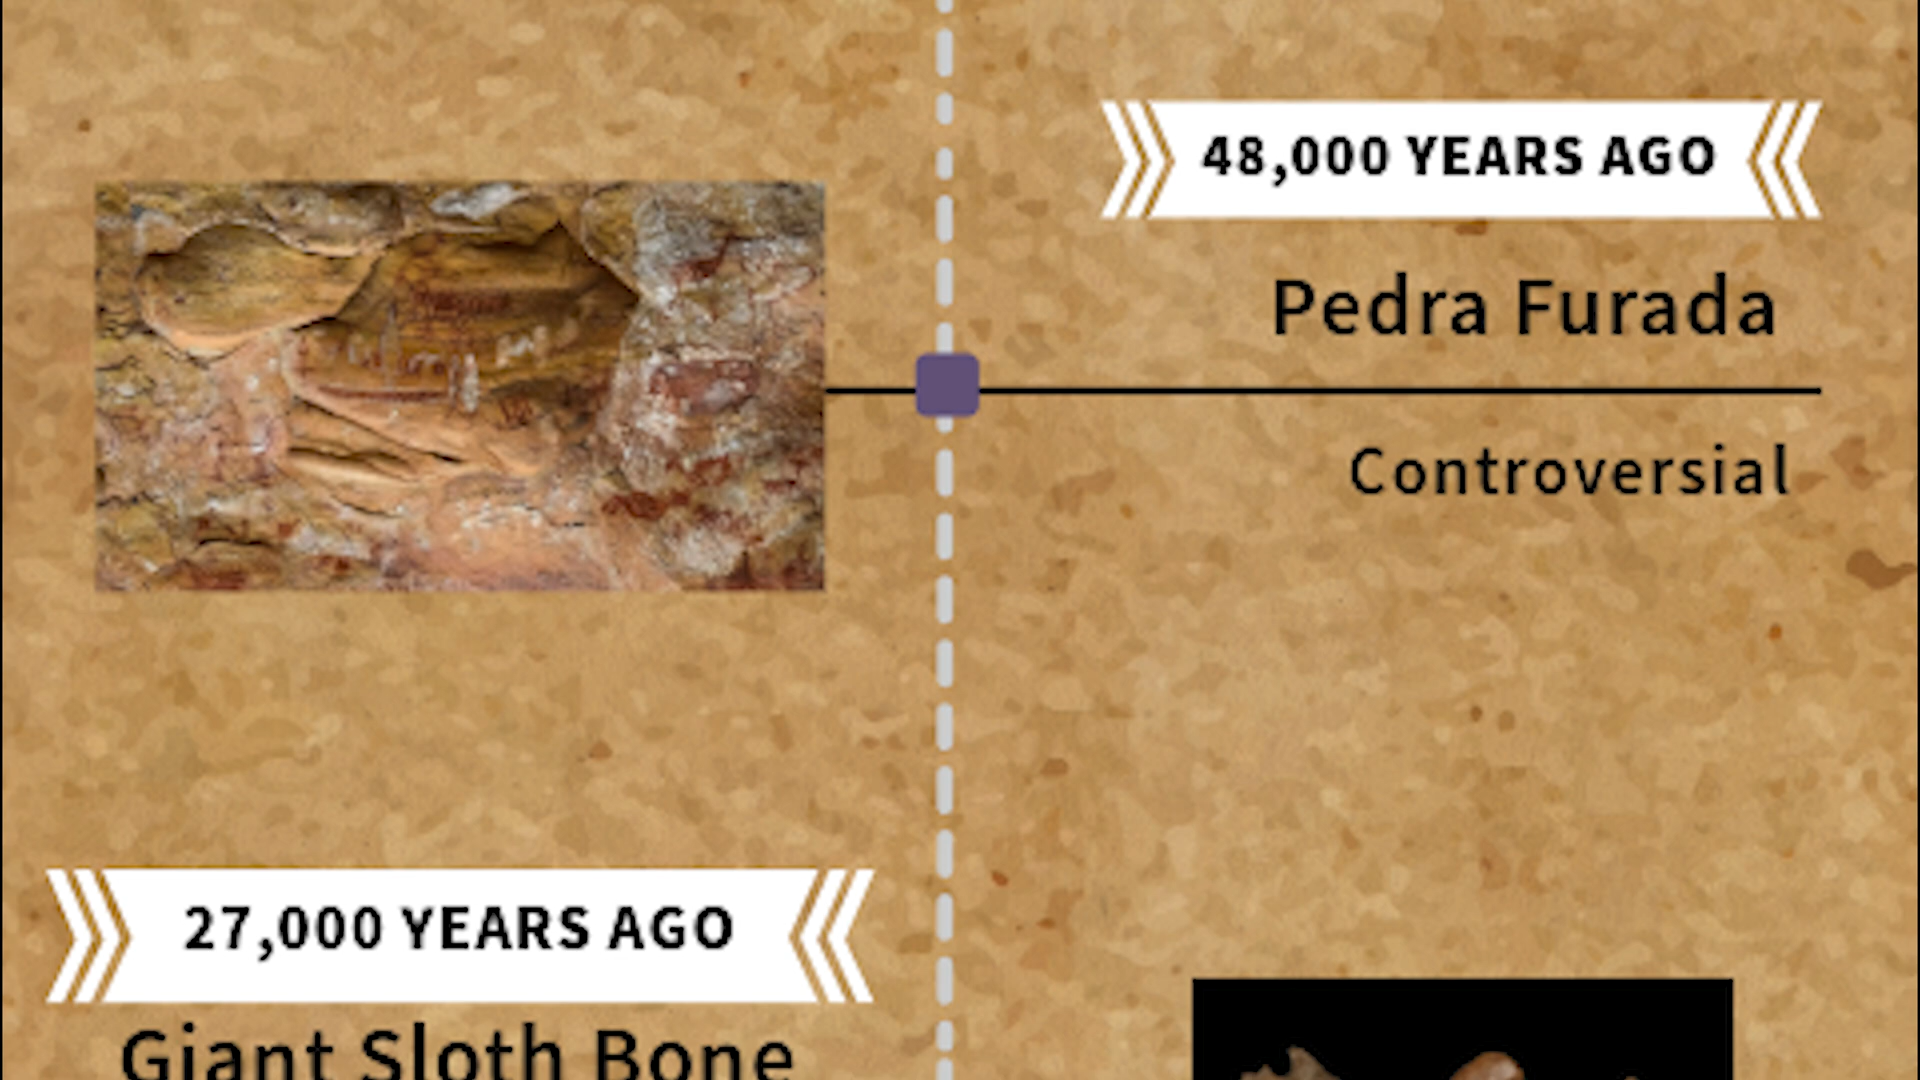 48,000 YEARS AGO
Pedra Furada
Controversial
27,000 YEARS AGO
Giant Sloth Bone